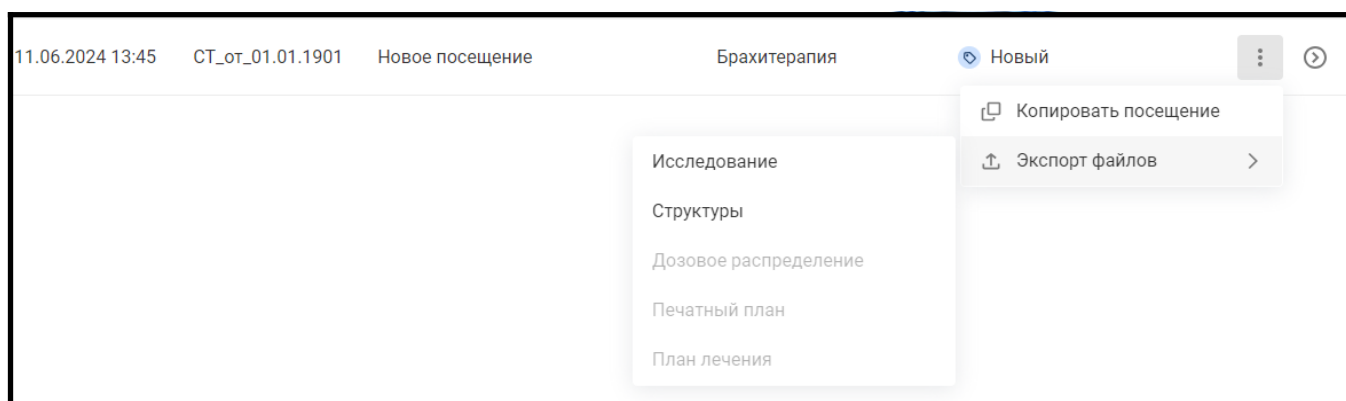 11.06.2024 13:45 СТ_от_01.01.1901 Новое посещение Брахитерапия Новый
Копировать посещение
Экспорт файлов
Исследование
Структуры
Дозовое распределение
Печатный план
План лечения